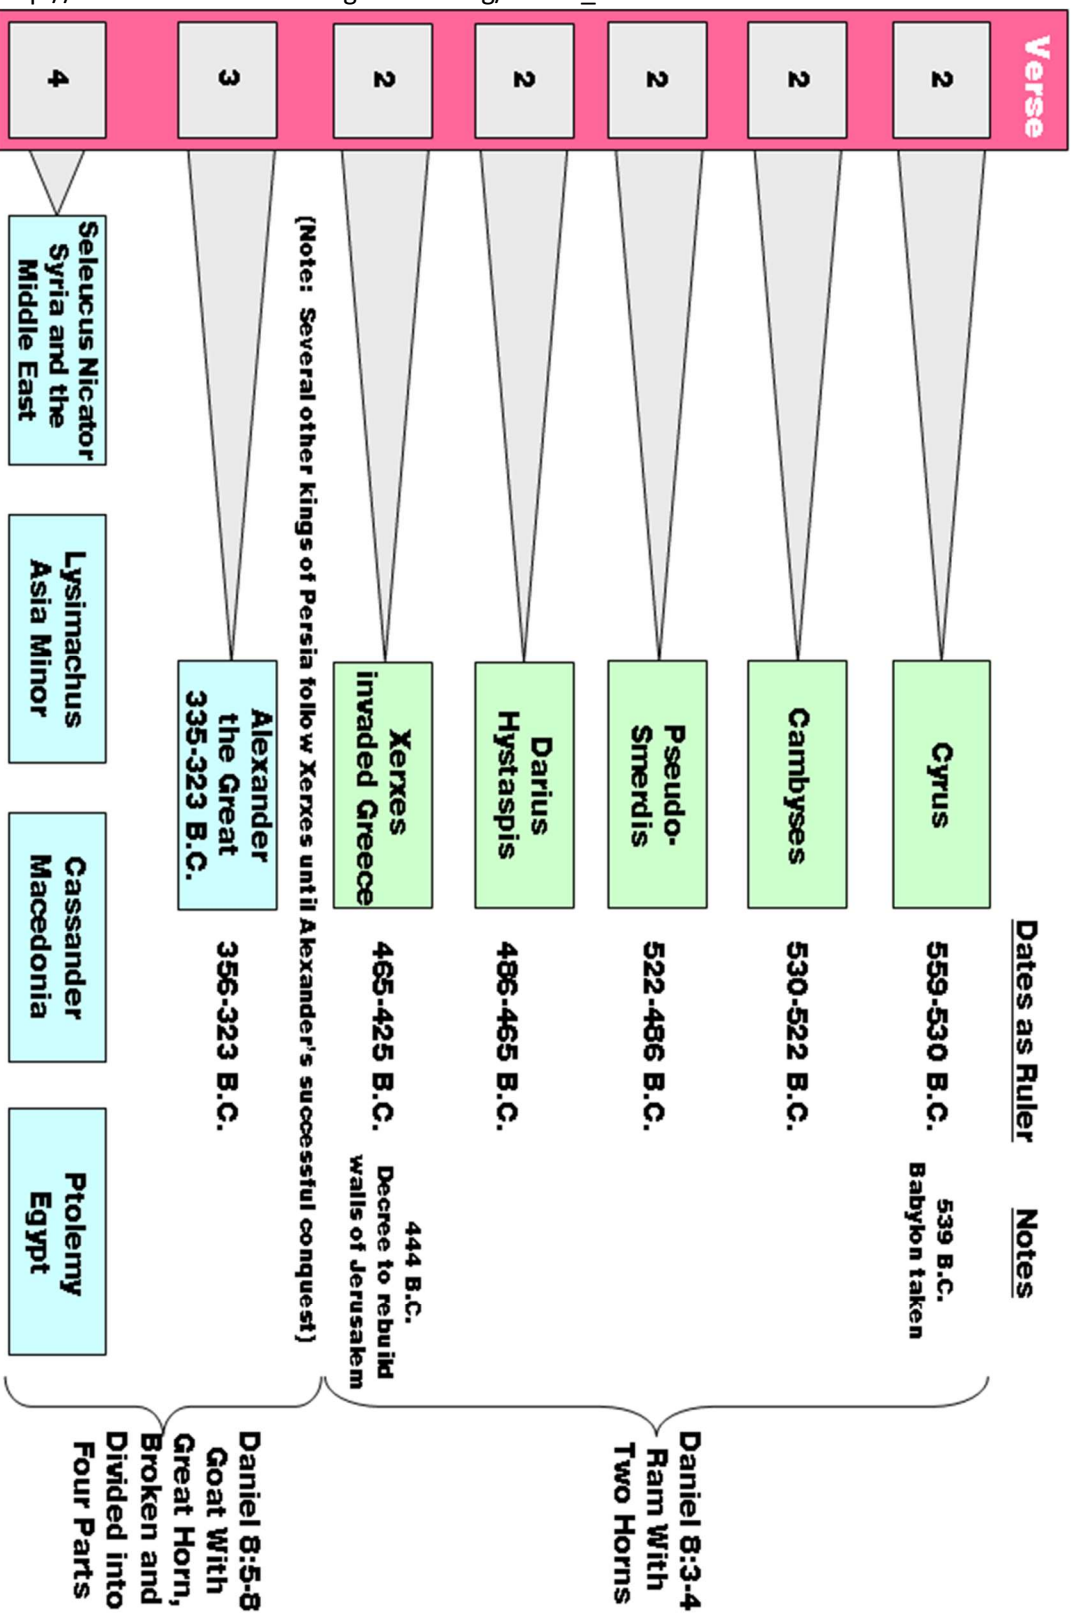 Verse
Dates as Ruler
Notes
2
Cyrus
559-530 B.C.
539 B.C.
Babylon taken
2
Cambyses
530-522 B.C.
2
Pseudo-
Smerdis
522-486 B.C.
2
Darius
Hystaspis
486-465 B.C.
2
Xerxes
invaded Greece
465-425 B.C.
444 B.C.
Decree to rebuild
walls of Jerusalem
Daniel 8:3-4
Ram With
Two Horns
(Note: Several other kings of Persia follow Xerxes until Alexander's successful conquest)
3
Alexander
the Great
335-323 B.C.
356-323 B.C.
4
Seleucus Nicator
Syria and the
Middle East
Lysimachus
Asia Minor
Cassander
Macedonia
Ptolemy
Egypt
Daniel 8:5-8
Goat With
Great Horn,
Broken and
Divided into
Four Parts